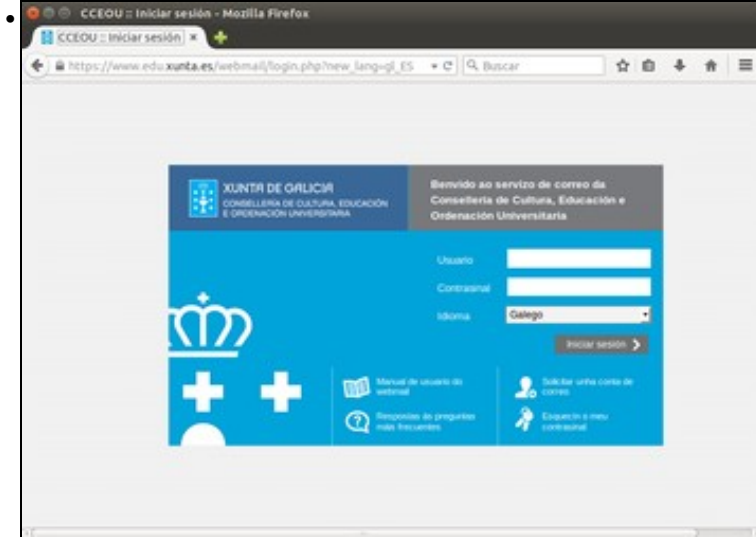 CCEOU :: Iniciar sesión - Mozilla Firefox
CCEOU :: Iniciar sesión
https://www.edu.xunta.es/webmail/login.php?new_lang=gl_ES
Buscar
XUNTA DE GALICIA
CONSELLERÍA DE CULTURA, EDUCACIÓN
E ORDENACIÓN UNIVERSITARIA
Benvido ao servizo de correo da
Consellería de Cultura, Educación e
Ordenación Universitaria
Usuario
Contrasinal
Idioma
Galego
Iniciar sesión
Manual de usuario do
webmail
Solicitar unha conta de
correo
Respostas ás preguntas
máis frecuentes
Esquecín o meu
contrasinal